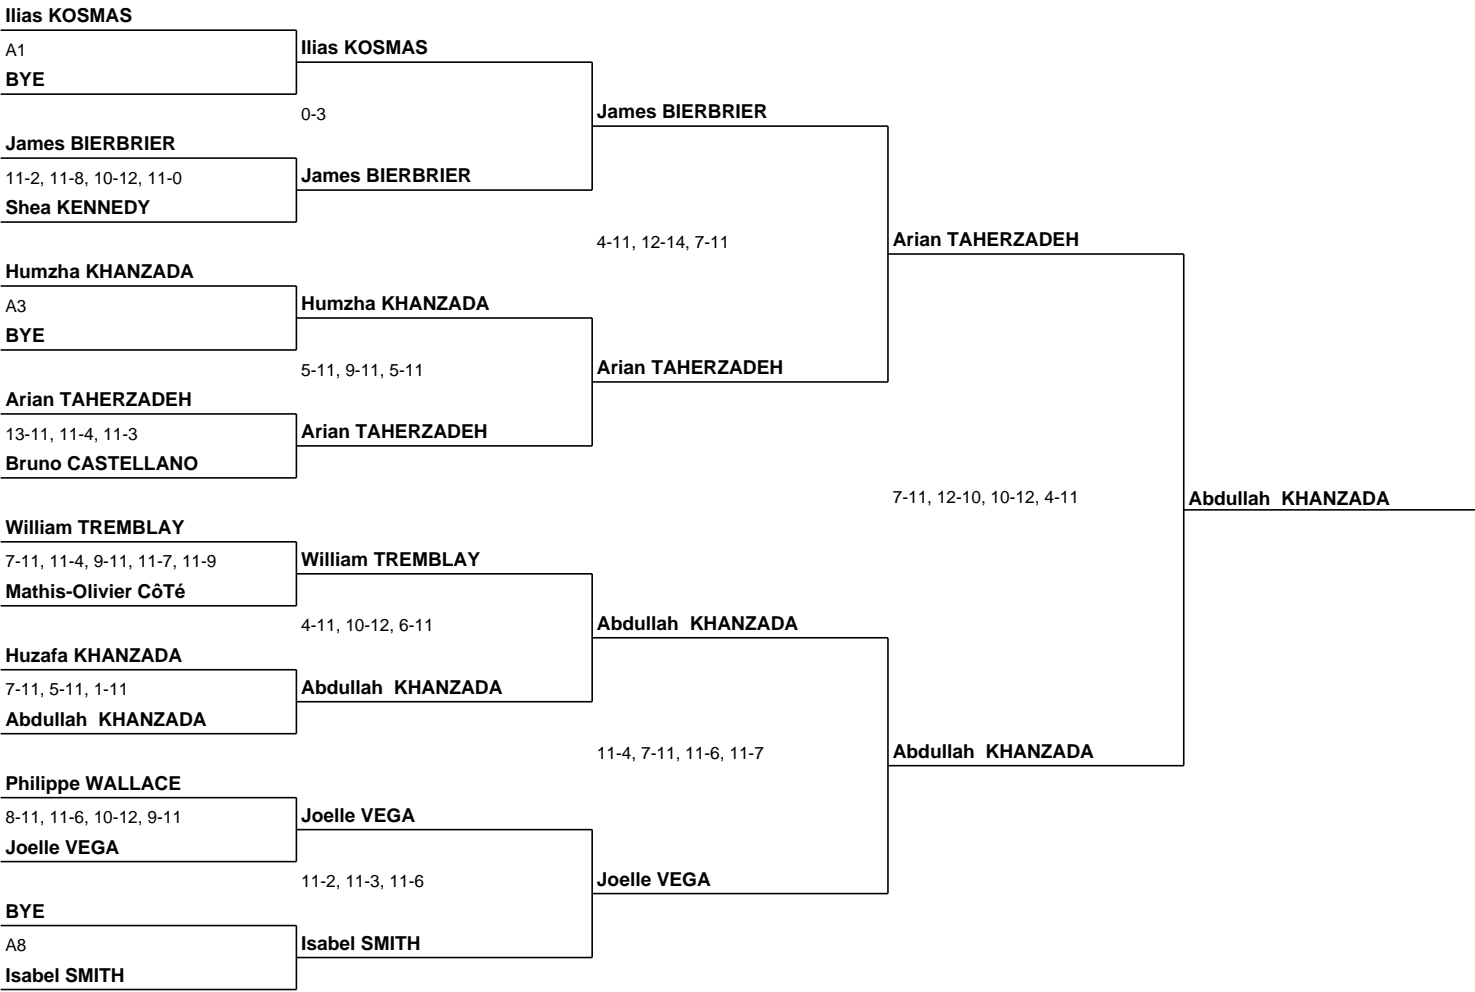 Ilias KOSMAS
A1
BYE
Ilias KOSMAS
0-3
James BIERBRIER
James BIERBRIER
11-2, 11-8, 10-12, 11-0
Shea KENNEDY
James BIERBRIER
4-11, 12-14, 7-11
Arian TAHERZADEH
Humzha KHANZADA
A3
BYE
Humzha KHANZADA
5-11, 9-11, 5-11
Arian TAHERZADEH
Arian TAHERZADEH
13-11, 11-4, 11-3
Bruno CASTELLANO
Arian TAHERZADEH
7-11, 12-10, 10-12, 4-11
Abdullah  KHANZADA
William TREMBLAY
7-11, 11-4, 9-11, 11-7, 11-9
Mathis-Olivier CôTé
William TREMBLAY
4-11, 10-12, 6-11
Abdullah  KHANZADA
Huzafa KHANZADA
7-11, 5-11, 1-11
Abdullah  KHANZADA
Abdullah  KHANZADA
11-4, 7-11, 11-6, 11-7
Abdullah  KHANZADA
Philippe WALLACE
8-11, 11-6, 10-12, 9-11
Joelle VEGA
Joelle VEGA
11-2, 11-3, 11-6
Joelle VEGA
BYE
A8
Isabel SMITH
Isabel SMITH